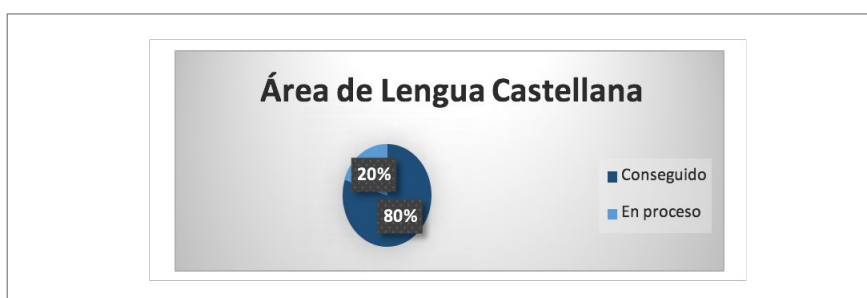 Área de Lengua Castellana
20%
80%
Conseguido
En proceso